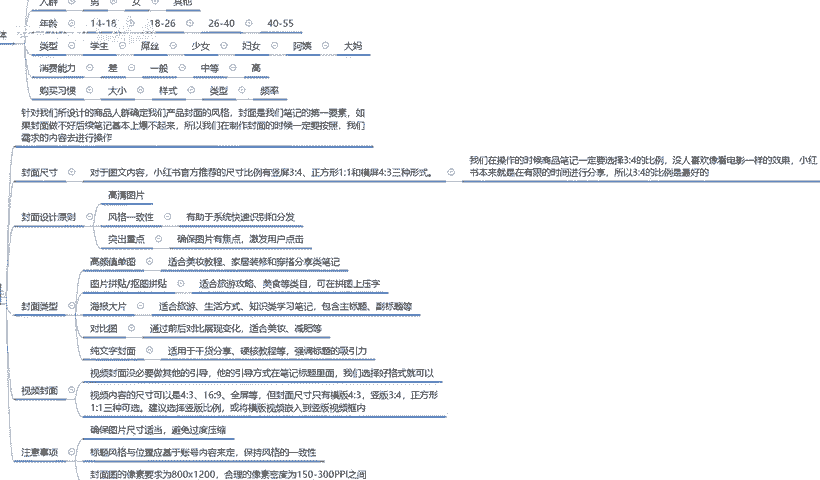 人群 男 女 其他
体
年龄 14-18 18-26 26-40 40-55
类型 学生 屌丝 少女 妇女 阿姨 大妈
消费能力 差 一般 中等 高
购买习惯 大小 样式 类型 频率
针对我们所设计的商品人群确定我们产品封面的风格，封面是我们笔记的第一要素，如
果封面做不好后续笔记基本上爆不起来，所以我们在制作封面的时候一定要按照，我们
需求的内容去进行操作
封面尺寸 对于图文内容，小红书官方推荐的尺寸比例有竖屏3:4、正方形1:1和横屏4:3三种形式。
我们在操作的时候商品笔记一定要选择3:4的比例，没人喜欢像看电影一样的效果，小红
书本来就是在有限的时间进行分享，所以3:4的比例是最好的
封面设计原则
高清图片
风格一致性 有助于系统快速识别和分发
突出重点 确保图片有焦点，激发用户点击
封面类型
高颜值单图 适合美妆教程、家居装修和穿搭分享类笔记
图片拼贴/抠图拼贴 适合旅游攻略、美食等类目，可在拼图上压字
海报大片 适合旅游、生活方式、知识类学习笔记，包含主标题、副标题等
对比图 通过前后对比展现变化，适合美妆、减肥等
纯文字封面 适用于干货分享、硬核教程等，强调标题的吸引力
视频封面
视频封面没必要做其他的引导，他的引导方式在笔记标题里面，我们选择好格式就可以
视频内容的尺寸可以是4:3、16:9、全屏等，但封面尺寸只有横版4:3，竖版3:4，正方形
1:1三种可选。建议选择竖版比例，或将横版视频嵌入到竖版视频框内
注意事项
确保图片尺寸适当，避免过度压缩
标题风格与位置应基于账号内容来定，保持风格的一致性
封面图的像素要求为800x1200，合理的像素密度为150-300PPI之间